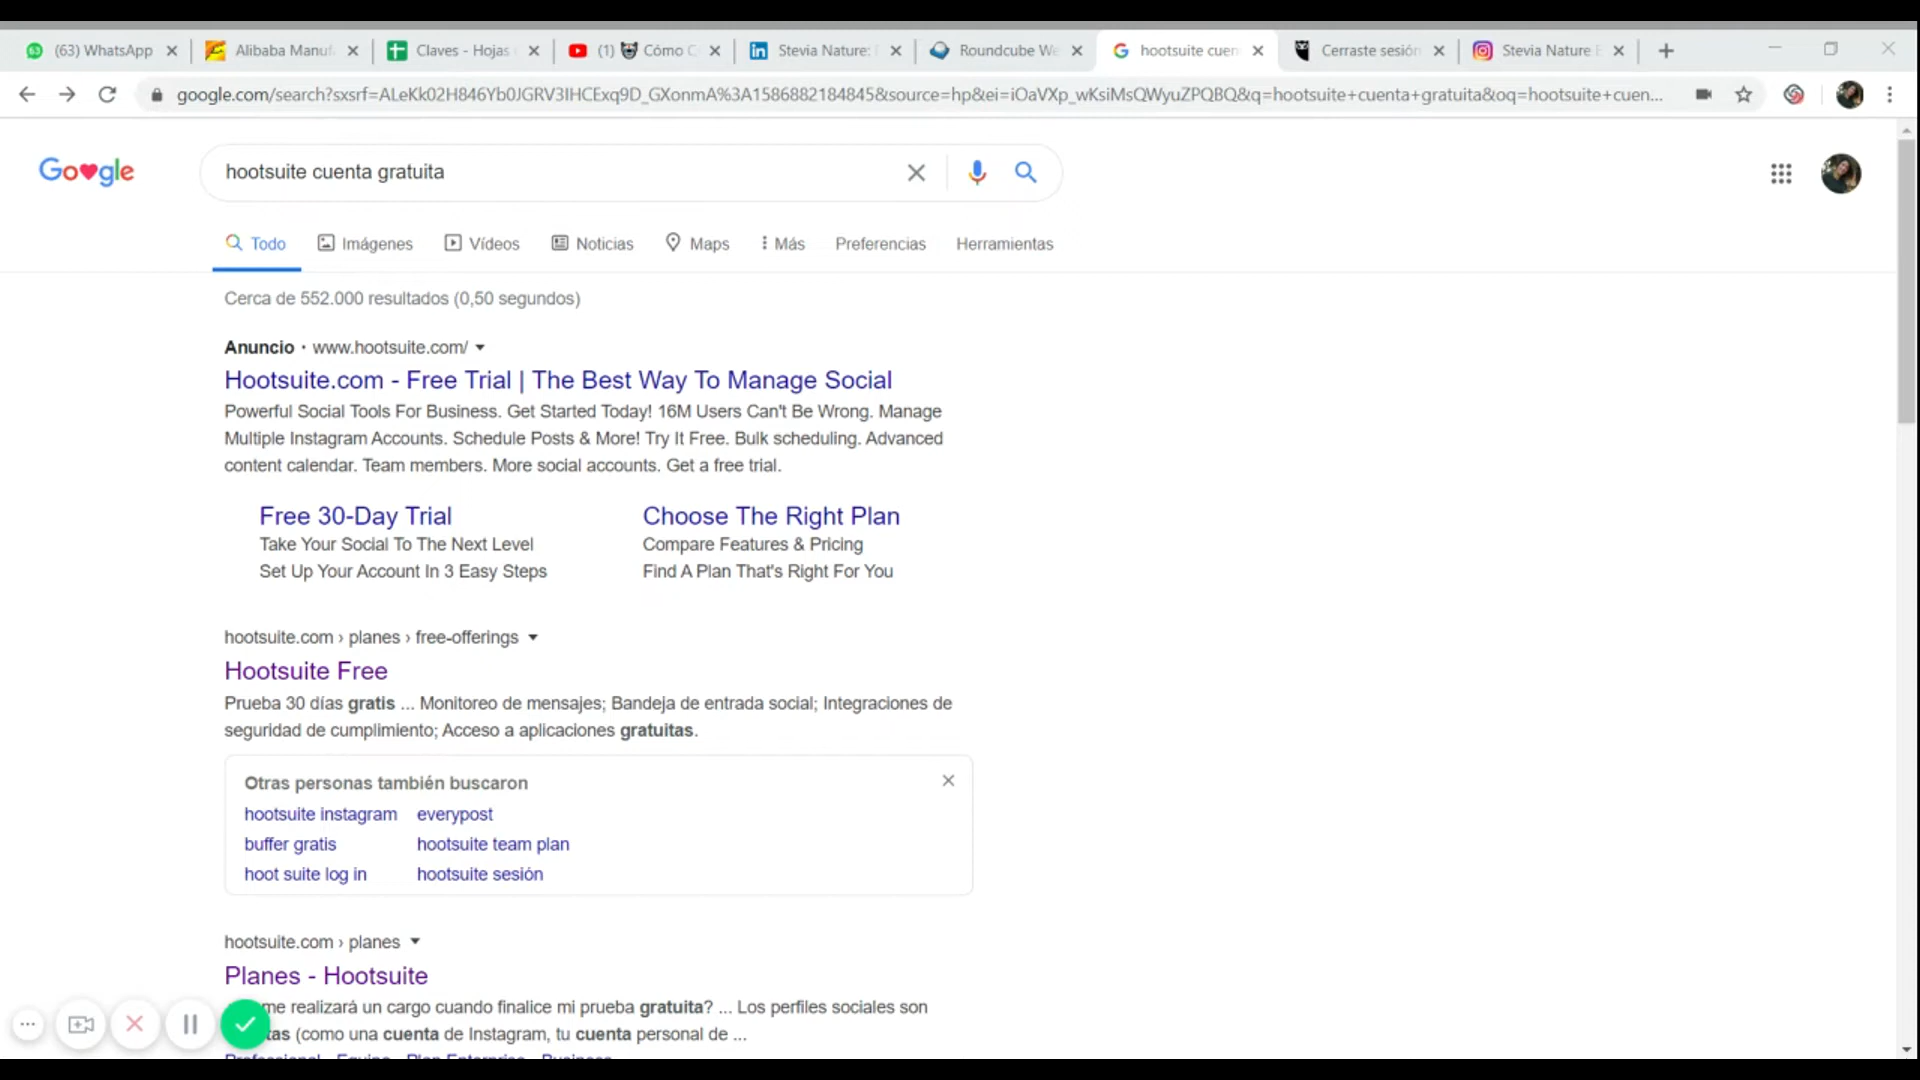 (63) WhatsApp
Alibaba Manuf
Claves - Hojas
(1) Cómo C
Stevia Nature:
Roundcube We
hootsuite cuen
Cerraste sesión
Stevia Nature E
google.com/search?sxsrf=ALeKk02H846Yb0JGRV3IHCExq9D_GXonmA%3A1586882184845&source=hp&ei=iOaVXp_wKsiMsQWyuZPQBQ&q=hootsuite+cuenta+gratuita&oq=hootsuite+cuen...
Google
hootsuite cuenta gratuita
Todo Imágenes Vídeos Noticias Maps Más Preferencias Herramientas
Cerca de 552.000 resultados (0,50 segundos)
Anuncio · www.hootsuite.com/
Hootsuite.com - Free Trial | The Best Way To Manage Social
Powerful Social Tools For Business. Get Started Today! 16M Users Can't Be Wrong. Manage
Multiple Instagram Accounts. Schedule Posts & More! Try It Free. Bulk scheduling. Advanced
content calendar. Team members. More social accounts. Get a free trial.
Free 30-Day Trial
Take Your Social To The Next Level
Set Up Your Account In 3 Easy Steps
Choose The Right Plan
Compare Features & Pricing
Find A Plan That's Right For You
hootsuite.com › planes › free-offerings
Hootsuite Free
Prueba 30 días gratis ... Monitoreo de mensajes; Bandeja de entrada social; Integraciones de
seguridad de cumplimiento; Acceso a aplicaciones gratuitas.
Otras personas también buscaron
hootsuite instagram everypost
buffer gratis hootsuite team plan
hoot suite log in hootsuite sesión
hootsuite.com › planes
Planes - Hootsuite
me realizará un cargo cuando finalice mi prueba gratuita? ... Los perfiles sociales son
tas (como una cuenta de Instagram, tu cuenta personal de ...
Professional · Equipo · Plan Enterprise · Business